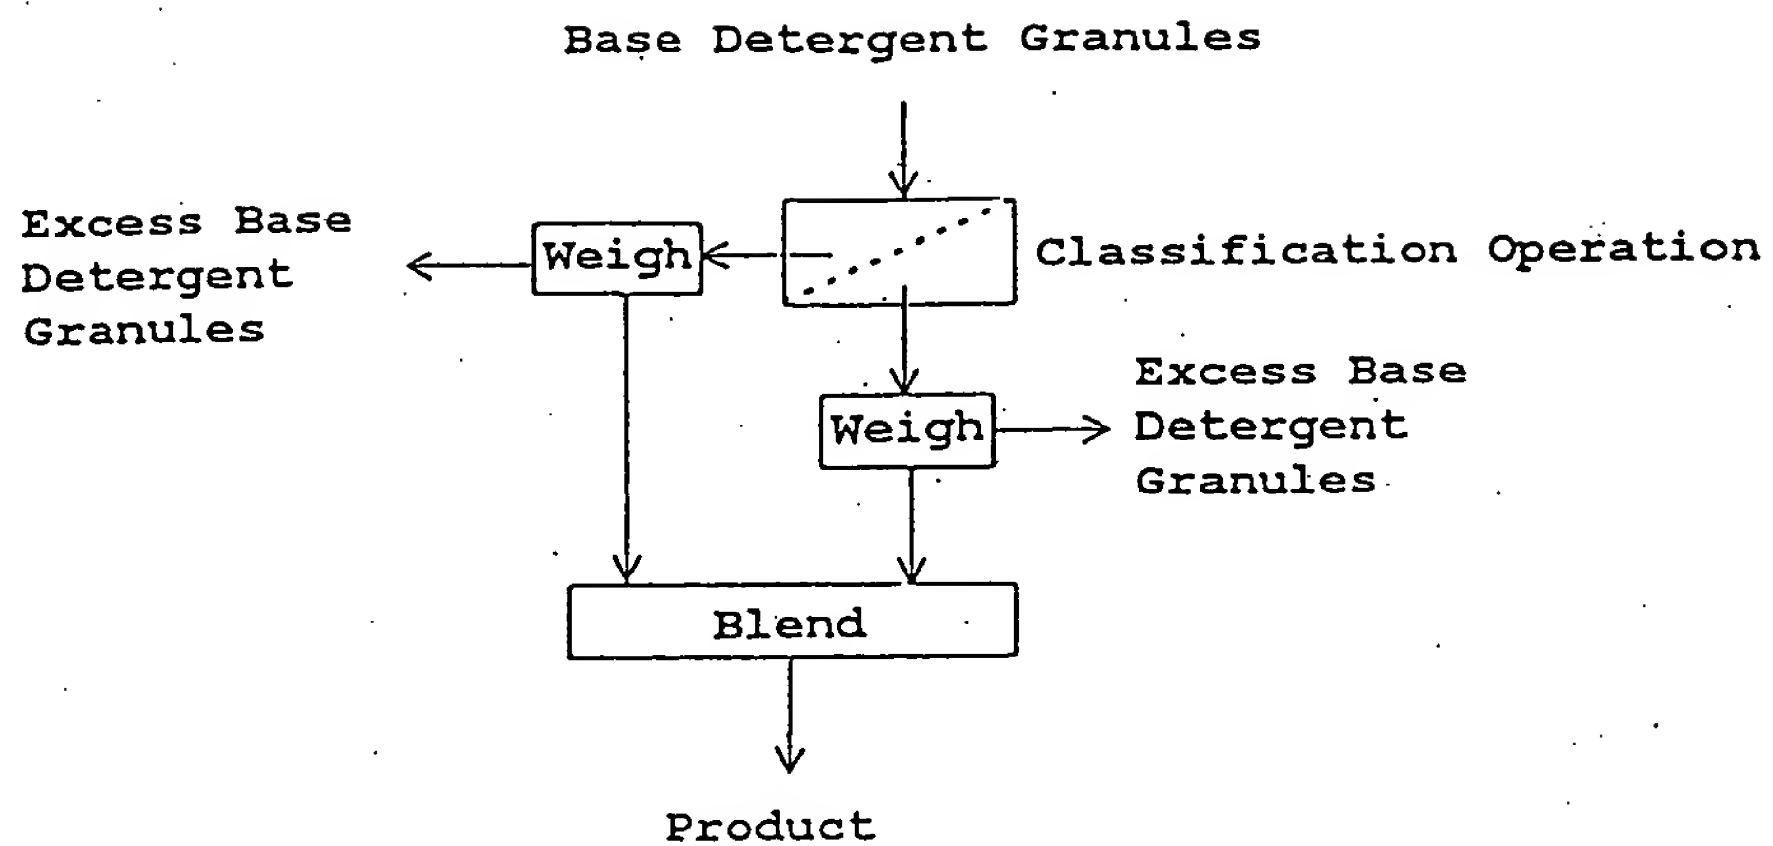 Base Detergent Granules
Excess Base
Detergent
Granules
Weigh
Classification Operation
Weigh
Excess Base
Detergent
Granules
Blend
Product